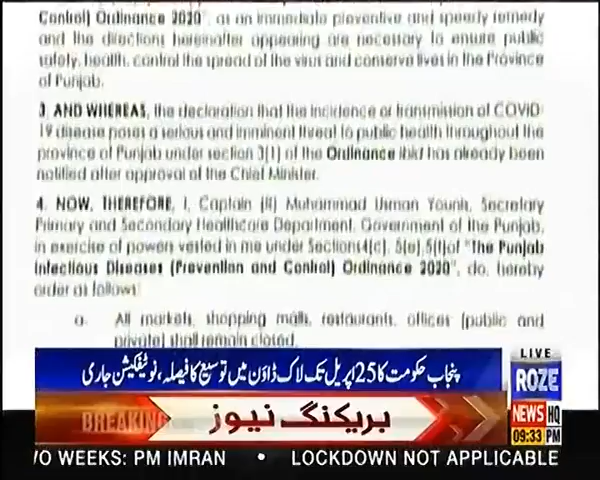 Control) Ordinance 2020", as an immediate preventive and speedy remedy
and the directions hereinafter appearing are necessary to ensure public
safety, health, control the spread of the virus and conserve lives in the Province
of Punjab.
3. AND WHEREAS, the declaration that the incidence or transmission of COVID-
19 disease poses a serious and imminent threat to public health throughout the
province of Punjab under section 3(1) of the Ordinance ibid has already been
notified after approval of the Chief Minister.
4. NOW, THEREFORE, I, Captain (R) Muhammad Usman Younis, Secretary
Primary and Secondary Healthcare Department, Government of the Punjab,
in exercise of powers vested in me under Sections4(c), 5(e),5(f)of "The Punjab
Infectious Diseases (Prevention and Control) Ordinance 2020", do, hereby
order as follows:
a. All markets, shopping malls, restaurants, offices (public and
private) shall remain closed.
پنجاب حکومت کا 25 اپریل تک لاک ڈاؤن میں توسیع کا فیصلہ، نوٹیفکیشن جاری
BREAKING
بریکنگ نیوز
LIVE
ROZE
NEWS HQ
09:33 PM
WO WEEKS: PM IMRAN • LOCKDOWN NOT APPLICABLE